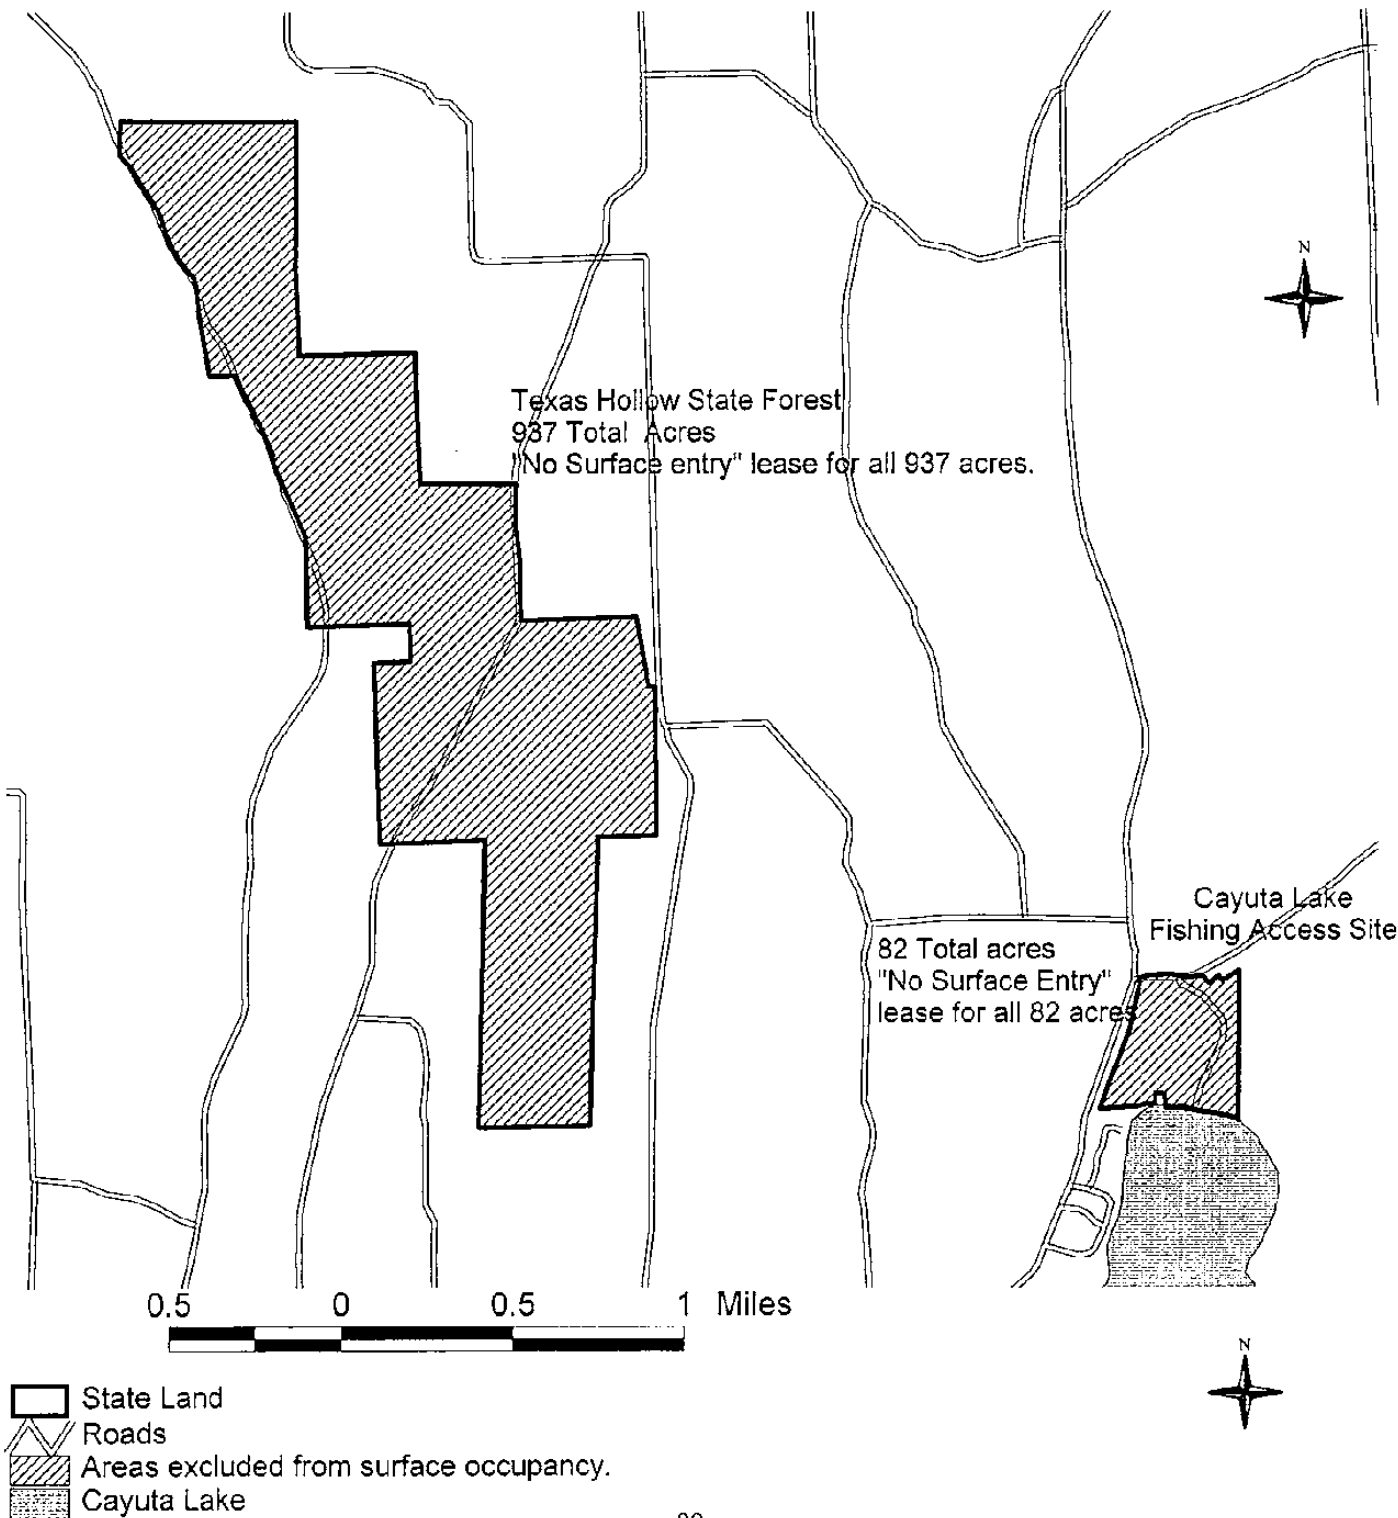 N
Texas Hollow State Forest
937 Total Acres
"No Surface entry" lease for all 937 acres.
Cayuta Lake
Fishing Access Site
82 Total acres
"No Surface Entry"
lease for all 82 acres
0.5 0 0.5 1 Miles
N
State Land
Roads
Areas excluded from surface occupancy.
Cayuta Lake